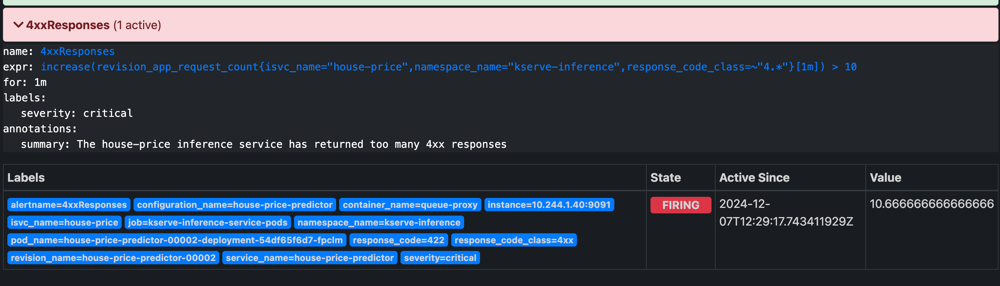 4xxResponses (1 active)
name: 4xxResponses
expr: increase(revision_app_request_count{isvc_name="house-price",namespace_name="kserve-inference",response_code_class=~"4.*"}[1m]) > 10
for: 1m
labels:
severity: critical
annotations:
summary: The house-price inference service has returned too many 4xx responses
Labels State Active Since Value
alertname=4xxResponses configuration_name=house-price-predictor container_name=queue-proxy instance=10.244.1.40:9091 FIRING 2024-12- 10.666666666666666
isvc_name=house-price job=kserve-inference-service-pods namespace_name=kserve-inference 07T12:29:17.743411929Z
pod_name=house-price-predictor-00002-deployment-54df65f6d7-fpclm response_code=422 response_code_class=4xx
revision_name=house-price-predictor-00002 service_name=house-price-predictor severity=critical